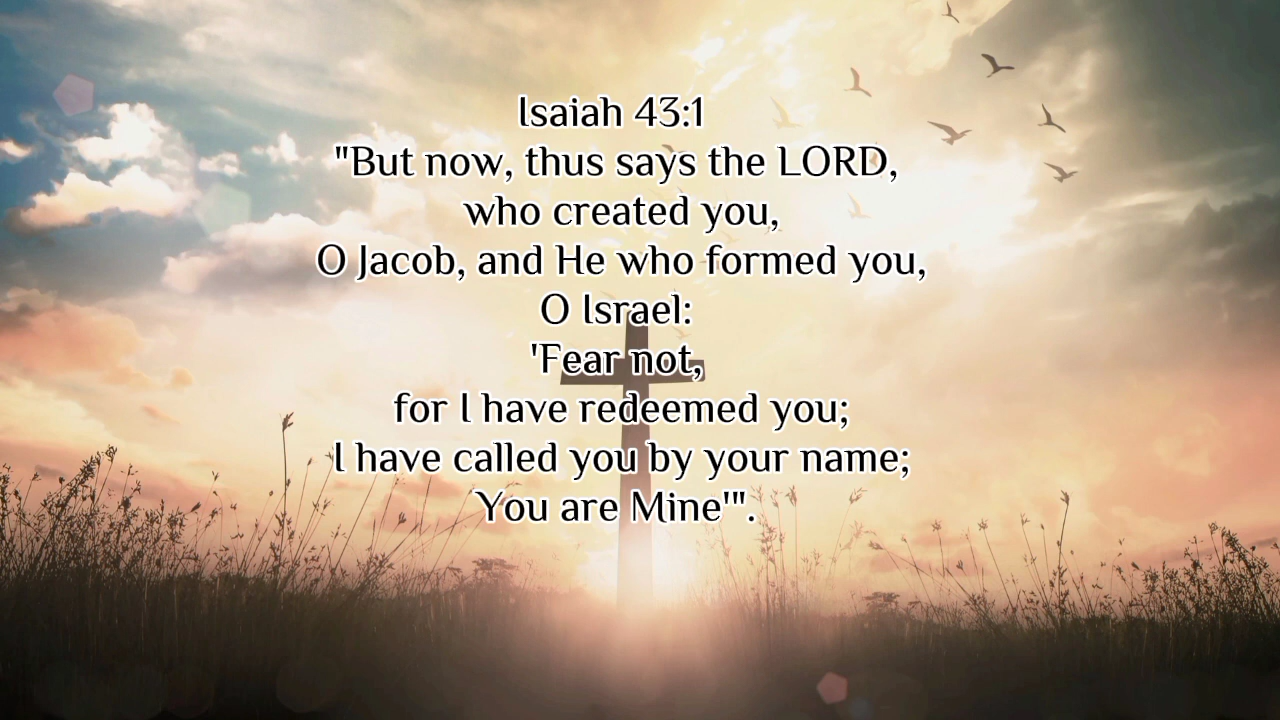 Isaiah 43:1
"But now, thus says the LORD,
who created you,
O Jacob, and He who formed you,
O Israel:
'Fear not,
for I have redeemed you;
I have called you by your name;
You are Mine'".